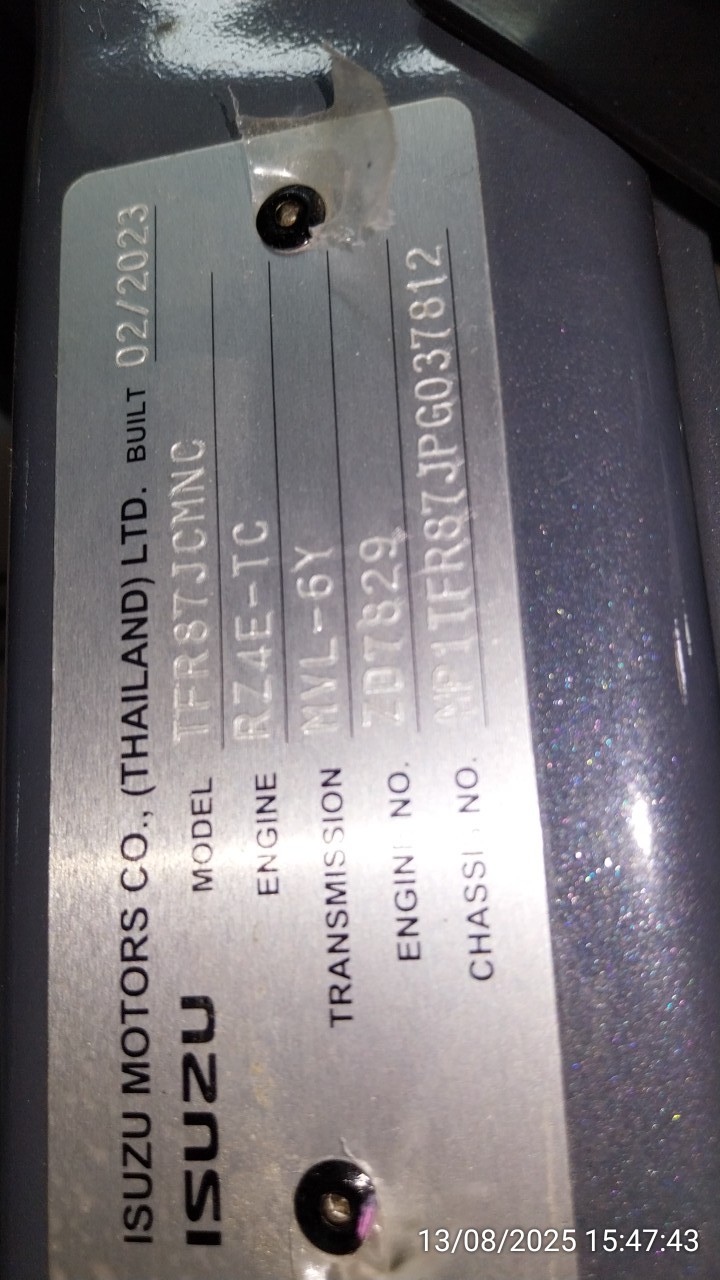 ISUZU MOTORS CO., (THAILAND) LTD. BUILT 02/2023
ISUZU
MODEL TFR87JCMNC
ENGINE RZ4E-TC
TRANSMISSION MVL-6Y
ENGINE NO. ZD7829
CHASSIS NO. MP1TFR87JPG037812
13/08/2025 15:47:43